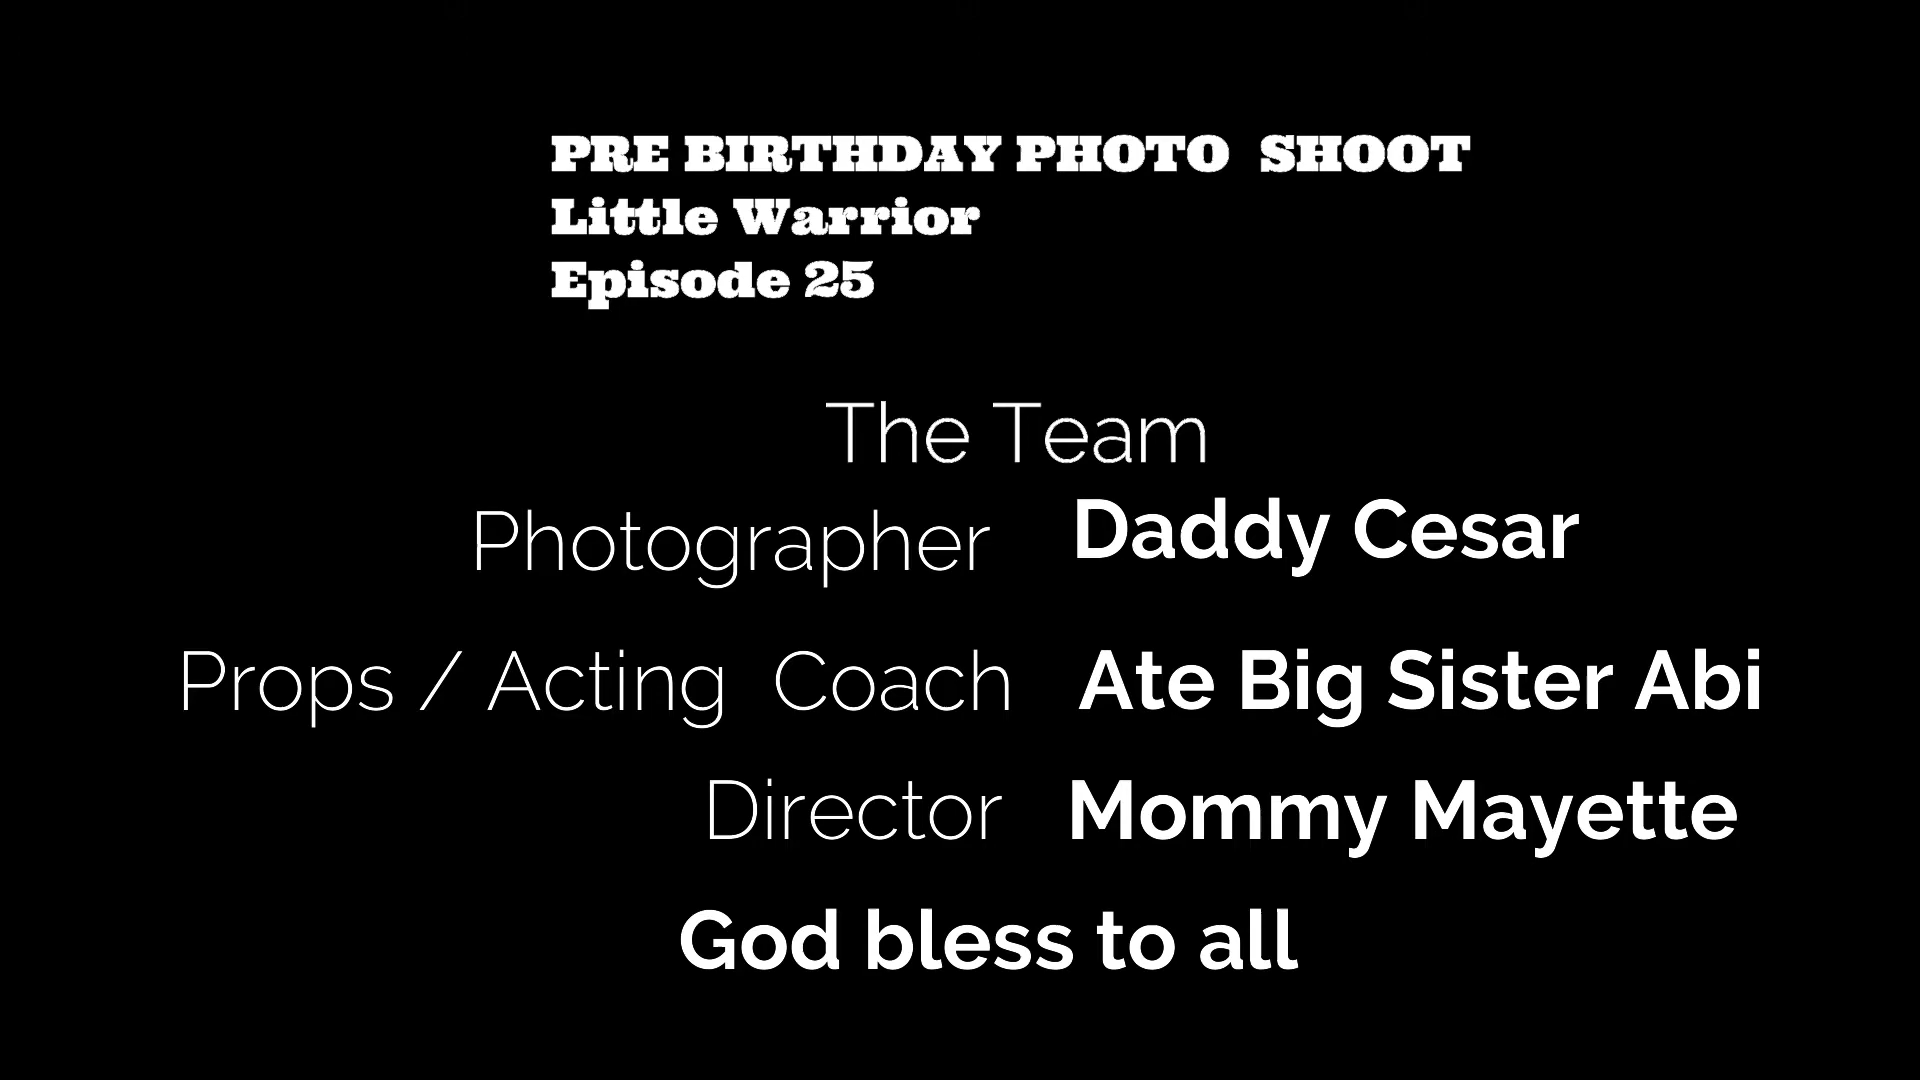 PRE BIRTHDAY PHOTO SHOOT
Little Warrior
Episode 25
The Team
Photographer Daddy Cesar
Props / Acting Coach Ate Big Sister Abi
Director Mommy Mayette
God bless to all